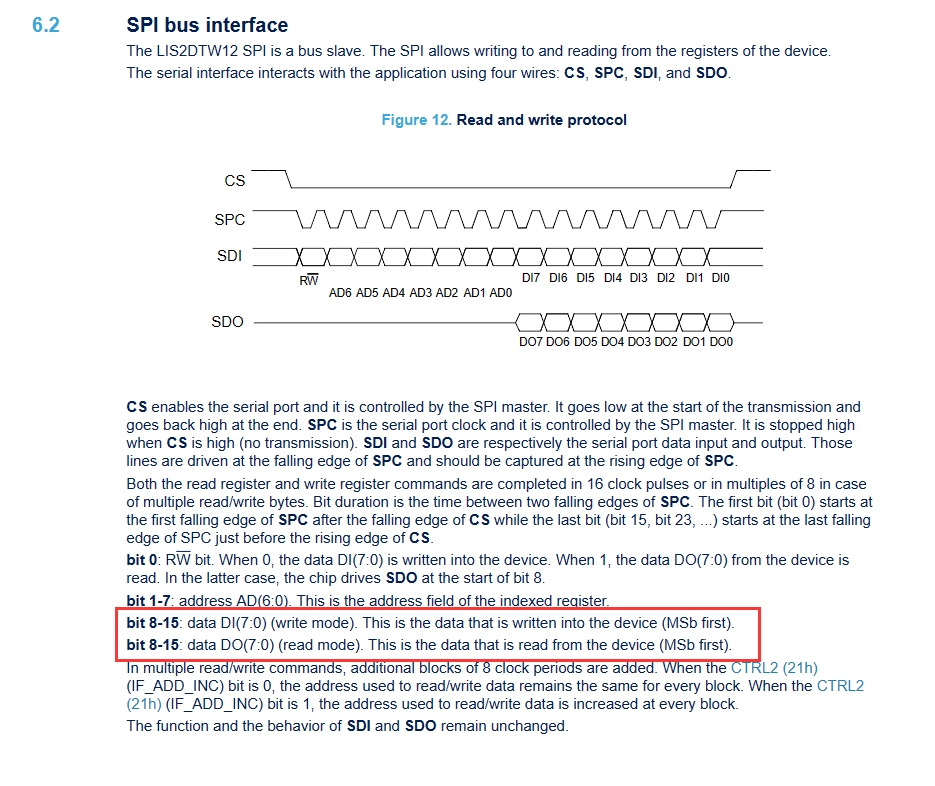 6.2 SPI bus interface
The LIS2DTW12 SPI is a bus slave. The SPI allows writing to and reading from the registers of the device.
The serial interface interacts with the application using four wires: CS, SPC, SDI, and SDO.
Figure 12. Read and write protocol
CS
SPC
SDI
RW
DI7 DI6 DI5 DI4 DI3 DI2 DI1 DI0
AD6 AD5 AD4 AD3 AD2 AD1 AD0
SDO
DO7 DO6 DO5 DO4 DO3 DO2 DO1 DO0
CS enables the serial port and it is controlled by the SPI master. It goes low at the start of the transmission and
goes back high at the end. SPC is the serial port clock and it is controlled by the SPI master. It is stopped high
when CS is high (no transmission). SDI and SDO are respectively the serial port data input and output. Those
lines are driven at the falling edge of SPC and should be captured at the rising edge of SPC.
Both the read register and write register commands are completed in 16 clock pulses or in multiples of 8 in case
of multiple read/write bytes. Bit duration is the time between two falling edges of SPC. The first bit (bit 0) starts at
the first falling edge of SPC after the falling edge of CS while the last bit (bit 15, bit 23, ...) starts at the last falling
edge of SPC just before the rising edge of CS.
bit 0: RW bit. When 0, the data DI(7:0) is written into the device. When 1, the data DO(7:0) from the device is
read. In the latter case, the chip drives SDO at the start of bit 8.
bit 1-7: address AD(6:0). This is the address field of the indexed register.
bit 8-15: data DI(7:0) (write mode). This is the data that is written into the device (MSb first).
bit 8-15: data DO(7:0) (read mode). This is the data that is read from the device (MSb first).
In multiple read/write commands, additional blocks of 8 clock periods are added. When the CTRL2 (21h)
(IF_ADD_INC) bit is 0, the address used to read/write data remains the same for every block. When the CTRL2
(21h) (IF_ADD_INC) bit is 1, the address used to read/write data is increased at every block.
The function and the behavior of SDI and SDO remain unchanged.